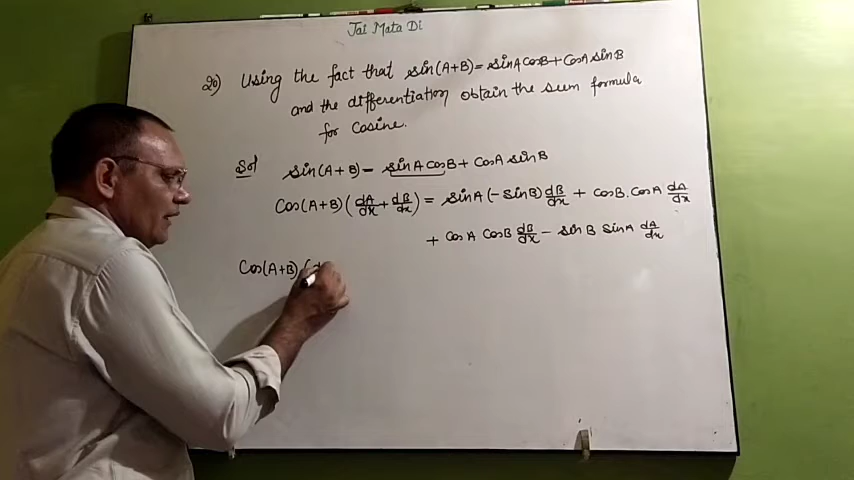 Jai Mata Di
20) Using the fact that sin(A+B) = sinA cosB + cosA sinB
and the differentiation obtain the sum formula
for Cosine.
Sol sin(A+B) = sinA cosB + cosA sinB
Cos(A+B) (dA/dx + dB/dx) = sinA (-sinB) dB/dx + cosB. cosA dA/dx
+ cosA cosB dB/dx - sinB sinA dA/dx
Cos(A+B) (d